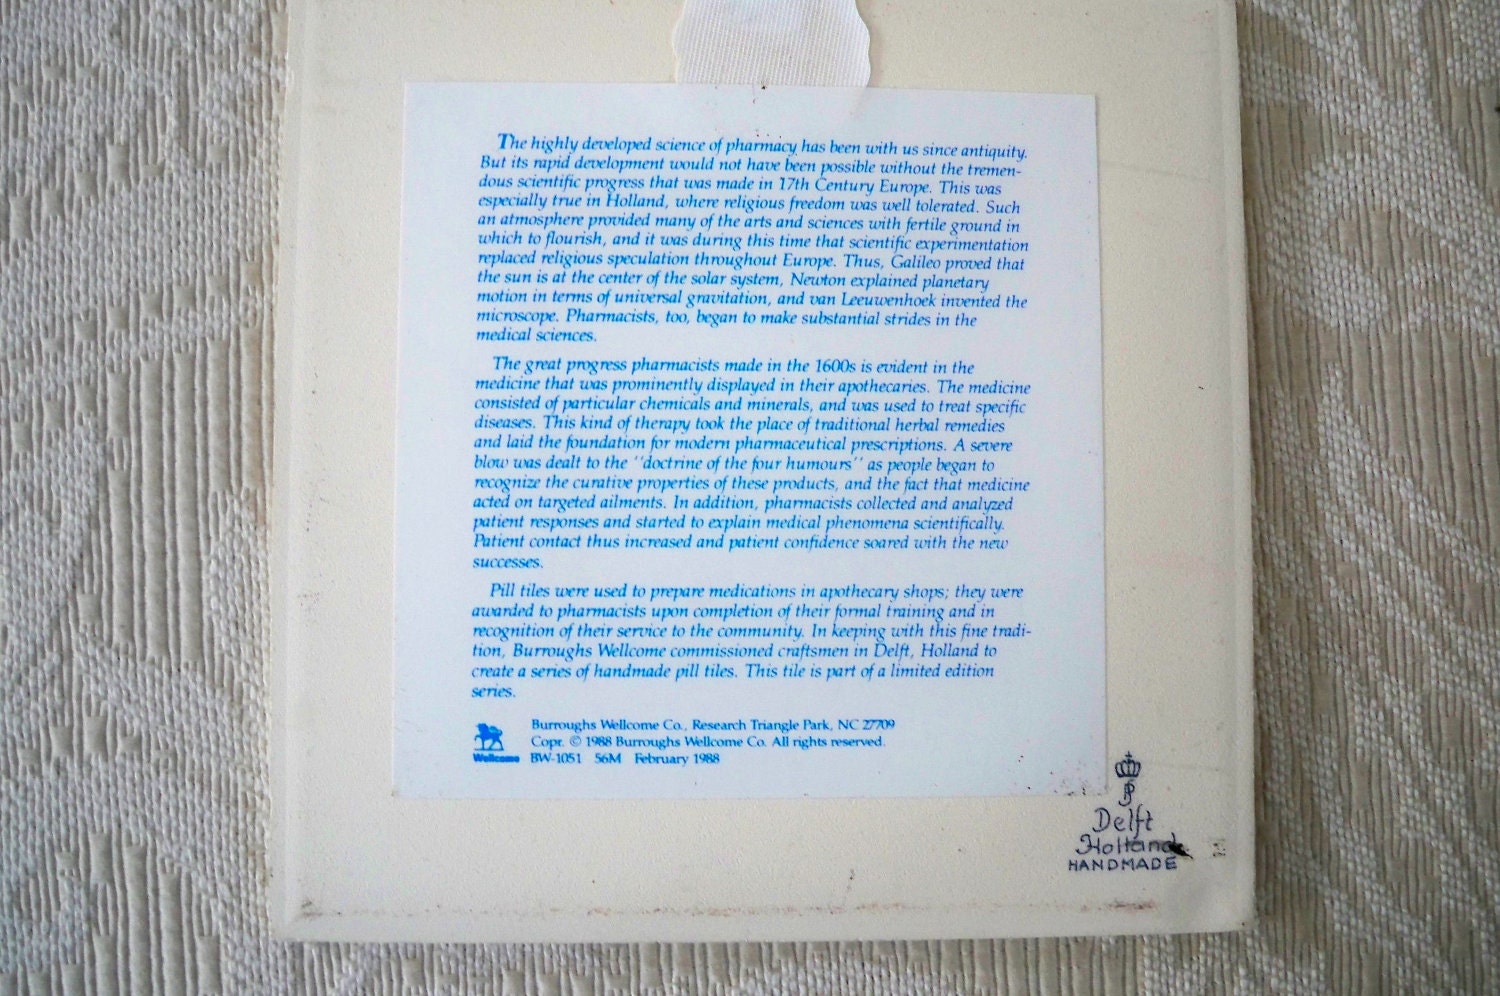 The highly developed science of pharmacy has been with us since antiquity.
But its rapid development would not have been possible without the tremen-
dous scientific progress that was made in 17th Century Europe. This was
especially true in Holland, where religious freedom was well tolerated. Such
an atmosphere provided many of the arts and sciences with fertile ground in
which to flourish, and it was during this time that scientific experimentation
replaced religious speculation throughout Europe. Thus, Galileo proved that
the sun is at the center of the solar system, Newton explained planetary
motion in terms of universal gravitation, and van Leeuwenhoek invented the
microscope. Pharmacists, too, began to make substantial strides in the
medical sciences.
The great progress pharmacists made in the 1600s is evident in the
medicine that was prominently displayed in their apothecaries. The medicine
consisted of particular chemicals and minerals, and was used to treat specific
diseases. This kind of therapy took the place of traditional herbal remedies
and laid the foundation for modern pharmaceutical prescriptions. A severe
blow was dealt to the "doctrine of the four humours" as people began to
recognize the curative properties of these products, and the fact that medicine
acted on targeted ailments. In addition, pharmacists collected and analyzed
patient responses and started to explain medical phenomena scientifically.
Patient contact thus increased and patient confidence soared with the new
successes.
Pill tiles were used to prepare medications in apothecary shops; they were
awarded to pharmacists upon completion of their formal training and in
recognition of their service to the community. In keeping with this fine tradi-
tion, Burroughs Wellcome commissioned craftsmen in Delft, Holland to
create a series of handmade pill tiles. This tile is part of a limited edition
series.
Burroughs Wellcome Co., Research Triangle Park, NC 27709
Copr. © 1988 Burroughs Wellcome Co. All rights reserved.
Wellcome BW-1051 56M February 1988
Delft
Holland
HANDMADE